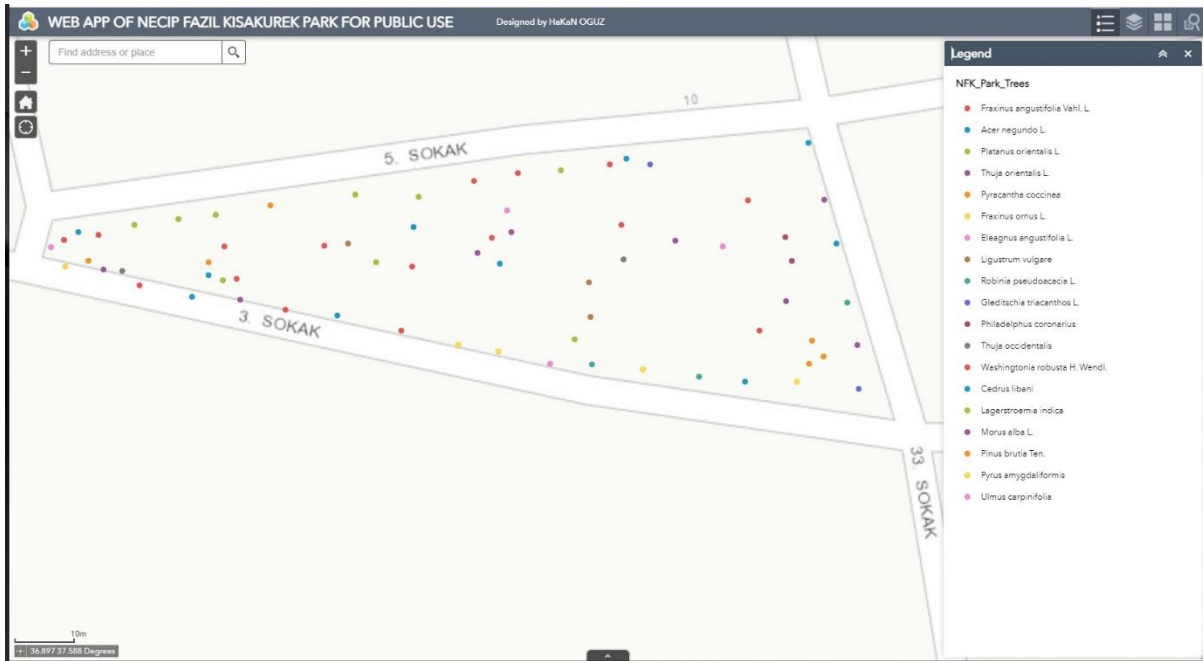 WEB APP OF NECIP FAZIL KISAKUREK PARK FOR PUBLIC USE
Designed by HaKaN OGUZ
Find address or place
10
5. SOKAK
3. SOKAK
33. SOKAK
10m
36.897 37.588 Degrees
Legend
NFK_Park_Trees
Fraxinus angustifolia Vahl. L.
Acer negundo L.
Platanus orientalis L.
Thuja orientalis L.
Pyracantha coccinea
Fraxinus ornus L.
Eleagnus angustifolia L.
Ligustrum vulgare
Robinia pseudoacacia L.
Gleditschia triacanthos L.
Philadelphus coronarius
Thuja occidentalis
Washingtonia robusta H. Wendl.
Cedrus libani
Lagerstroemia indica
Morus alba L.
Pinus brutia Ten.
Pyrus amygdaliformis
Ulmus carpinifolia